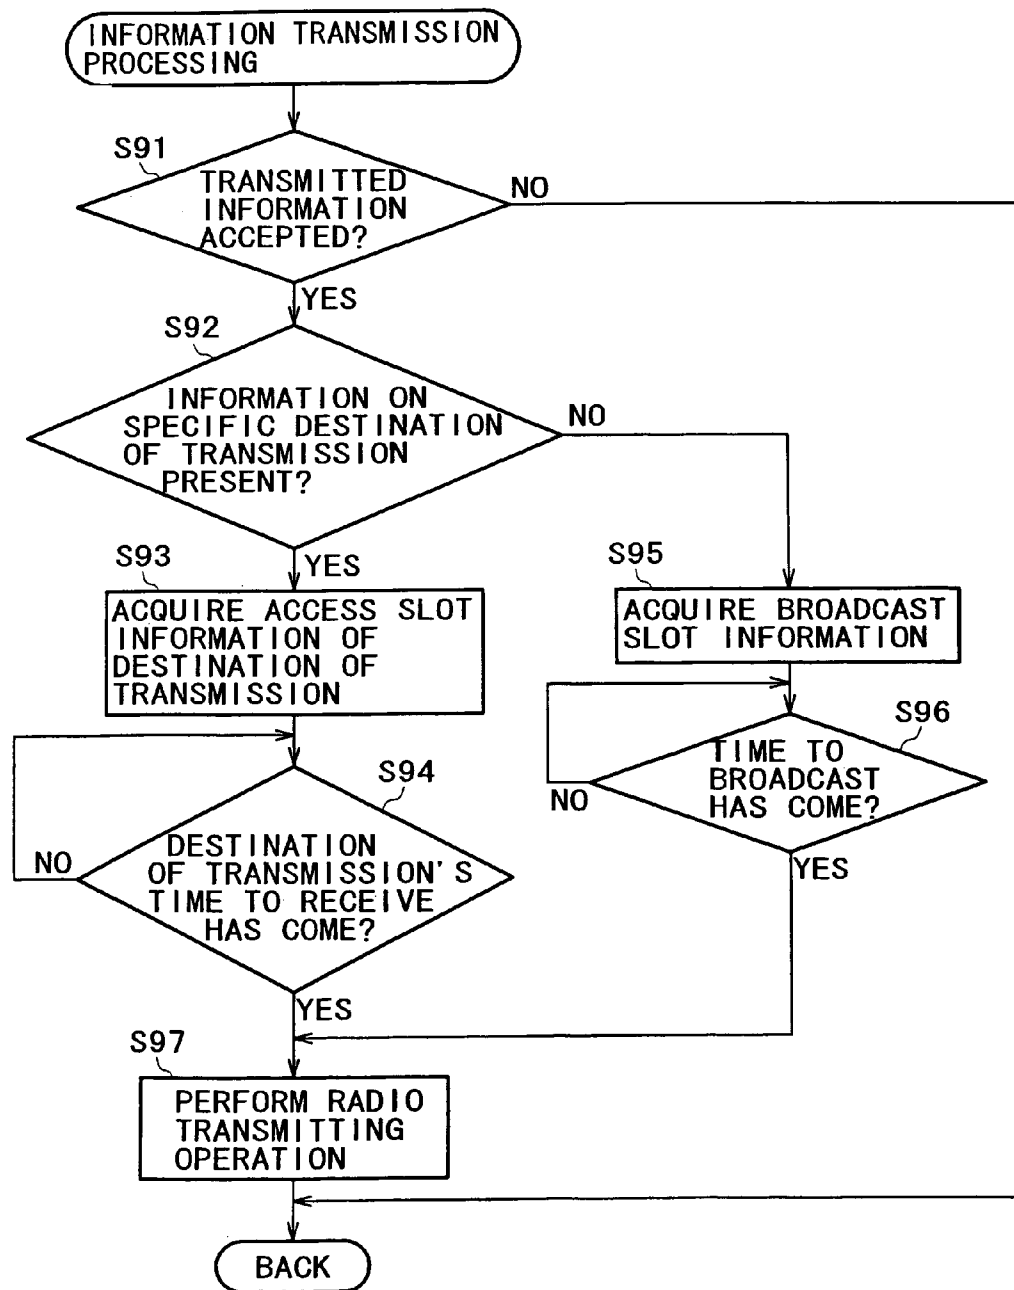 INFORMATION TRANSMISSION
PROCESSING
S91
TRANSMITTED
INFORMATION
ACCEPTED?
NO
YES
S92
INFORMATION ON
SPECIFIC DESTINATION
OF TRANSMISSION
PRESENT?
NO
YES
S93
ACQUIRE ACCESS SLOT
INFORMATION OF
DESTINATION OF
TRANSMISSION
S95
ACQUIRE BROADCAST
SLOT INFORMATION
S96
TIME TO
BROADCAST
HAS COME?
NO
YES
S94
DESTINATION
OF TRANSMISSION'S
TIME TO RECEIVE
HAS COME?
NO
YES
S97
PERFORM RADIO
TRANSMITTING
OPERATION
BACK